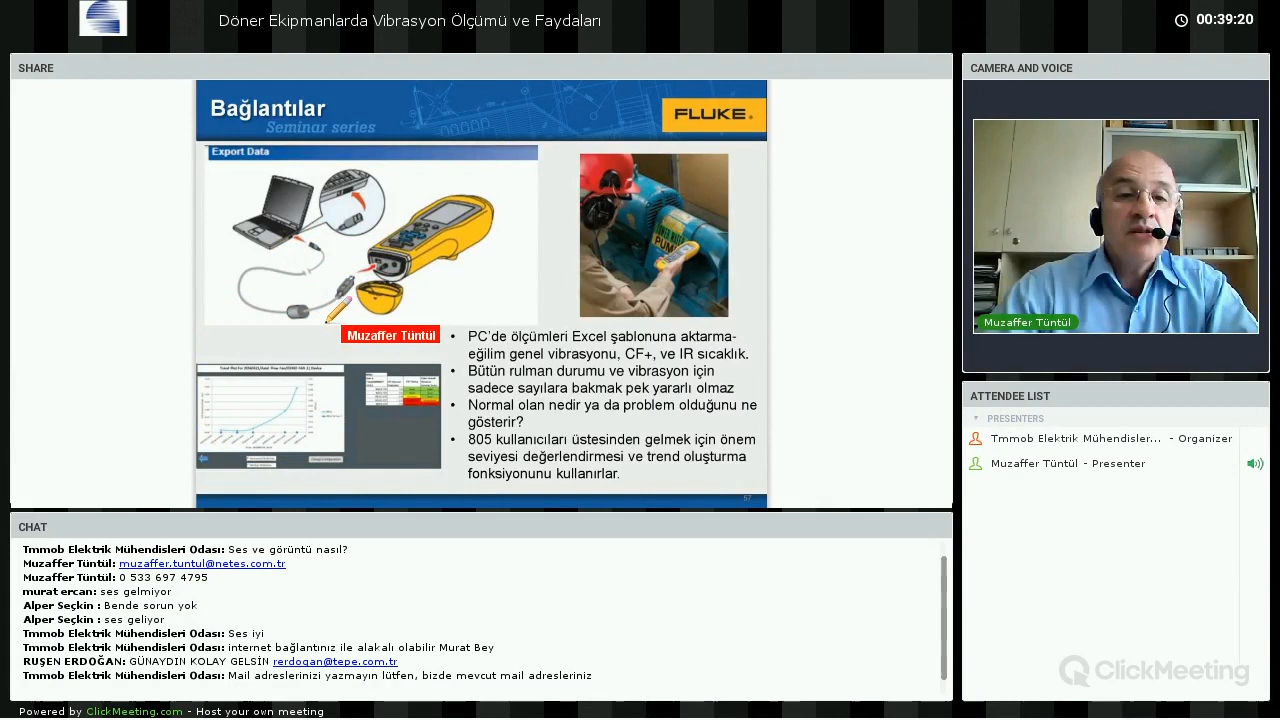 Döner Ekipmanlarda Vibrasyon Ölçümü ve Faydaları
00:39:20
SHARE
Bağlantılar
Seminar series
FLUKE®
Export Data
PUMP
Muzaffer Tüntül
• PC'de ölçümleri Excel şablonuna aktarma-
eğilim genel vibrasyonu, CF+, ve IR sıcaklık.
• Bütün rulman durumu ve vibrasyon için
sadece sayılara bakmak pek yararlı olmaz
• Normal olan nedir ya da problem olduğunu ne
gösterir?
• 805 kullanıcıları üstesinden gelmek için önem
seviyesi değerlendirmesi ve trend oluşturma
fonksiyonunu kullanırlar.
57
CAMERA AND VOICE
Muzaffer Tüntül
ATTENDEE LIST
PRESENTERS
Tmmob Elektrik Mühendisler... - Organizer
Muzaffer Tüntül - Presenter
ClickMeeting
CHAT
Tmmob Elektrik Mühendisleri Odası: Ses ve görüntü nasıl?
Muzaffer Tüntül: muzaffer.tuntul@netes.com.tr
Muzaffer Tüntül: 0 533 697 4795
murat ercan: ses gelmiyor
Alper Seçkin : Bende sorun yok
Alper Seçkin : ses geliyor
Tmmob Elektrik Mühendisleri Odası: Ses iyi
Tmmob Elektrik Mühendisleri Odası: internet bağlantınız ile alakalı olabilir Murat Bey
RUŞEN ERDOĞAN: GÜNAYDIN KOLAY GELSİN rerdogan@tepe.com.tr
Tmmob Elektrik Mühendisleri Odası: Mail adreslerinizi yazmayın lütfen, bizde mevcut mail adresleriniz
Powered by ClickMeeting.com - Host your own meeting